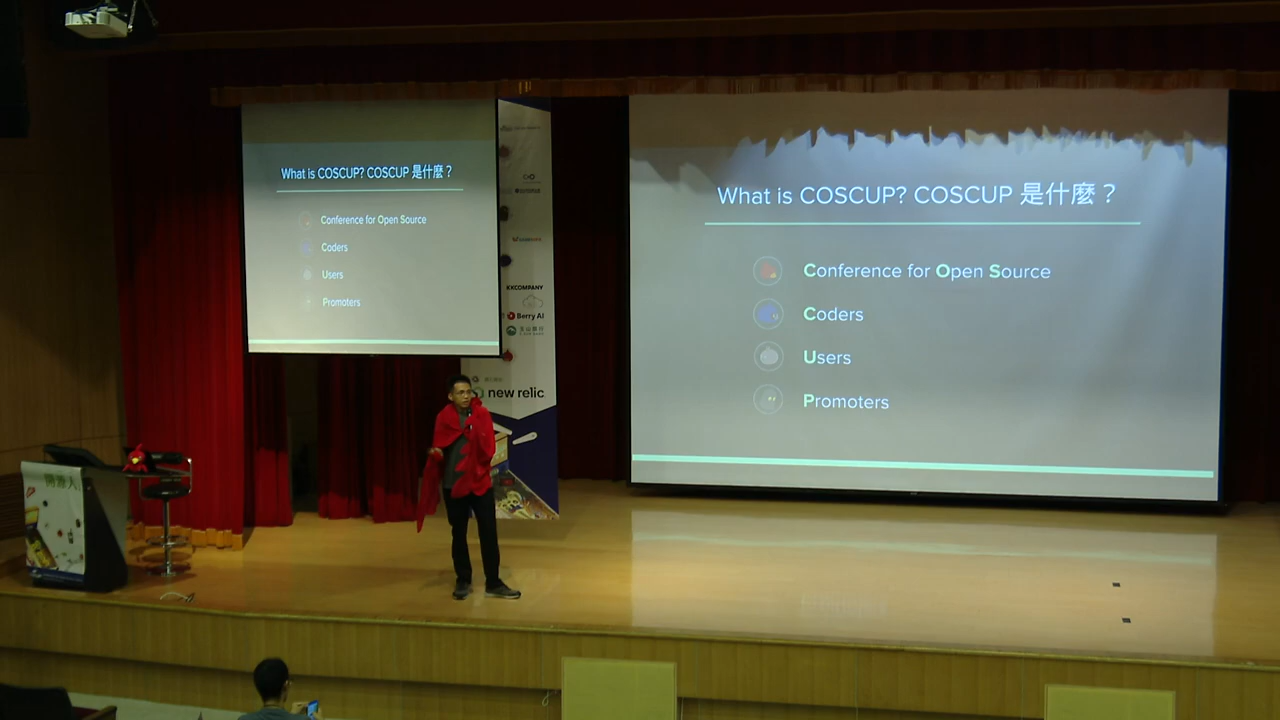 What is COSCUP? COSCUP 是什麼？
Conference for Open Source
Coders
Users
Promoters
KKCOMPANY
Berry AI
new relic
What is COSCUP? COSCUP 是什麼？
Conference for Open Source
Coders
Users
Promoters